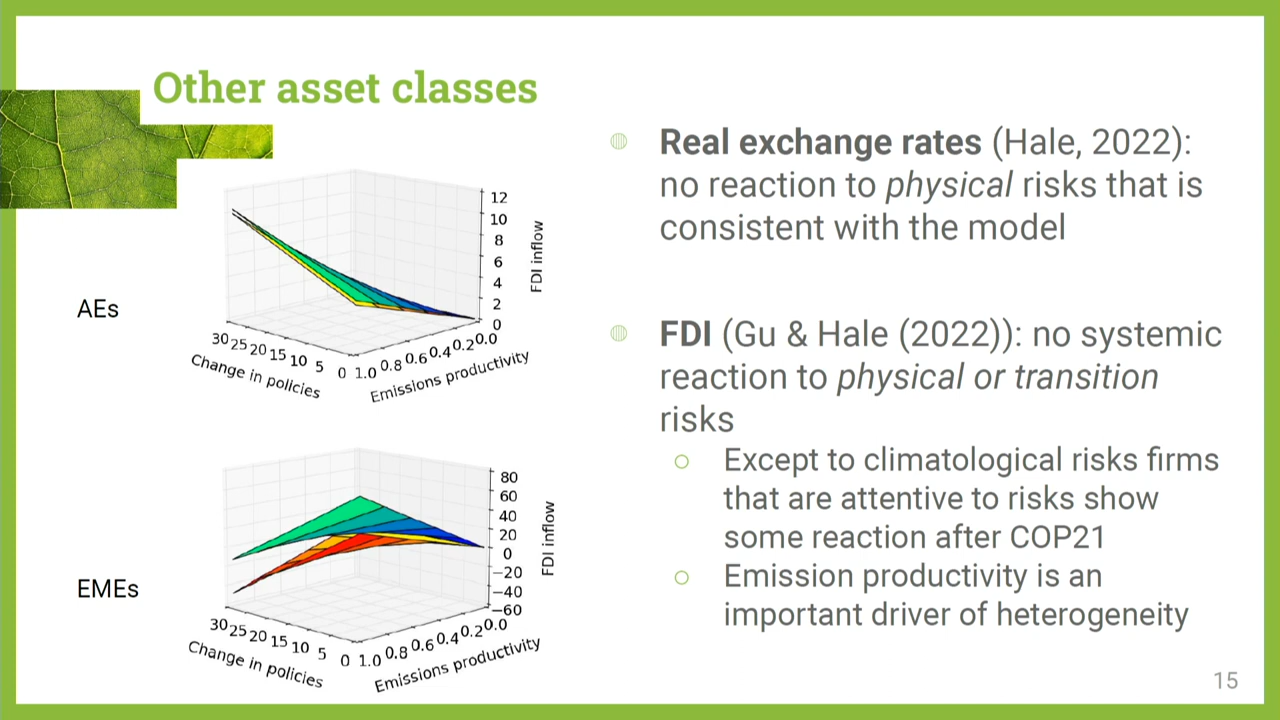 Other asset classes
Real exchange rates (Hale, 2022):
no reaction to physical risks that is
consistent with the model
FDI (Gu & Hale (2022)): no systemic
reaction to physical or transition
risks
Except to climatological risks firms
that are attentive to risks show
some reaction after COP21
Emission productivity is an
important driver of heterogeneity
AEs
12
10
8
6
4
2
0
FDI inflow
30 25 20 15 10 5 0
Change in policies
1.0 0.8 0.6 0.4 0.2 0.0
Emissions productivity
EMEs
80
60
40
20
0
−20
−40
−60
FDI inflow
30 25 20 15 10 5 0
Change in policies
1.0 0.8 0.6 0.4 0.2 0.0
Emissions productivity
15